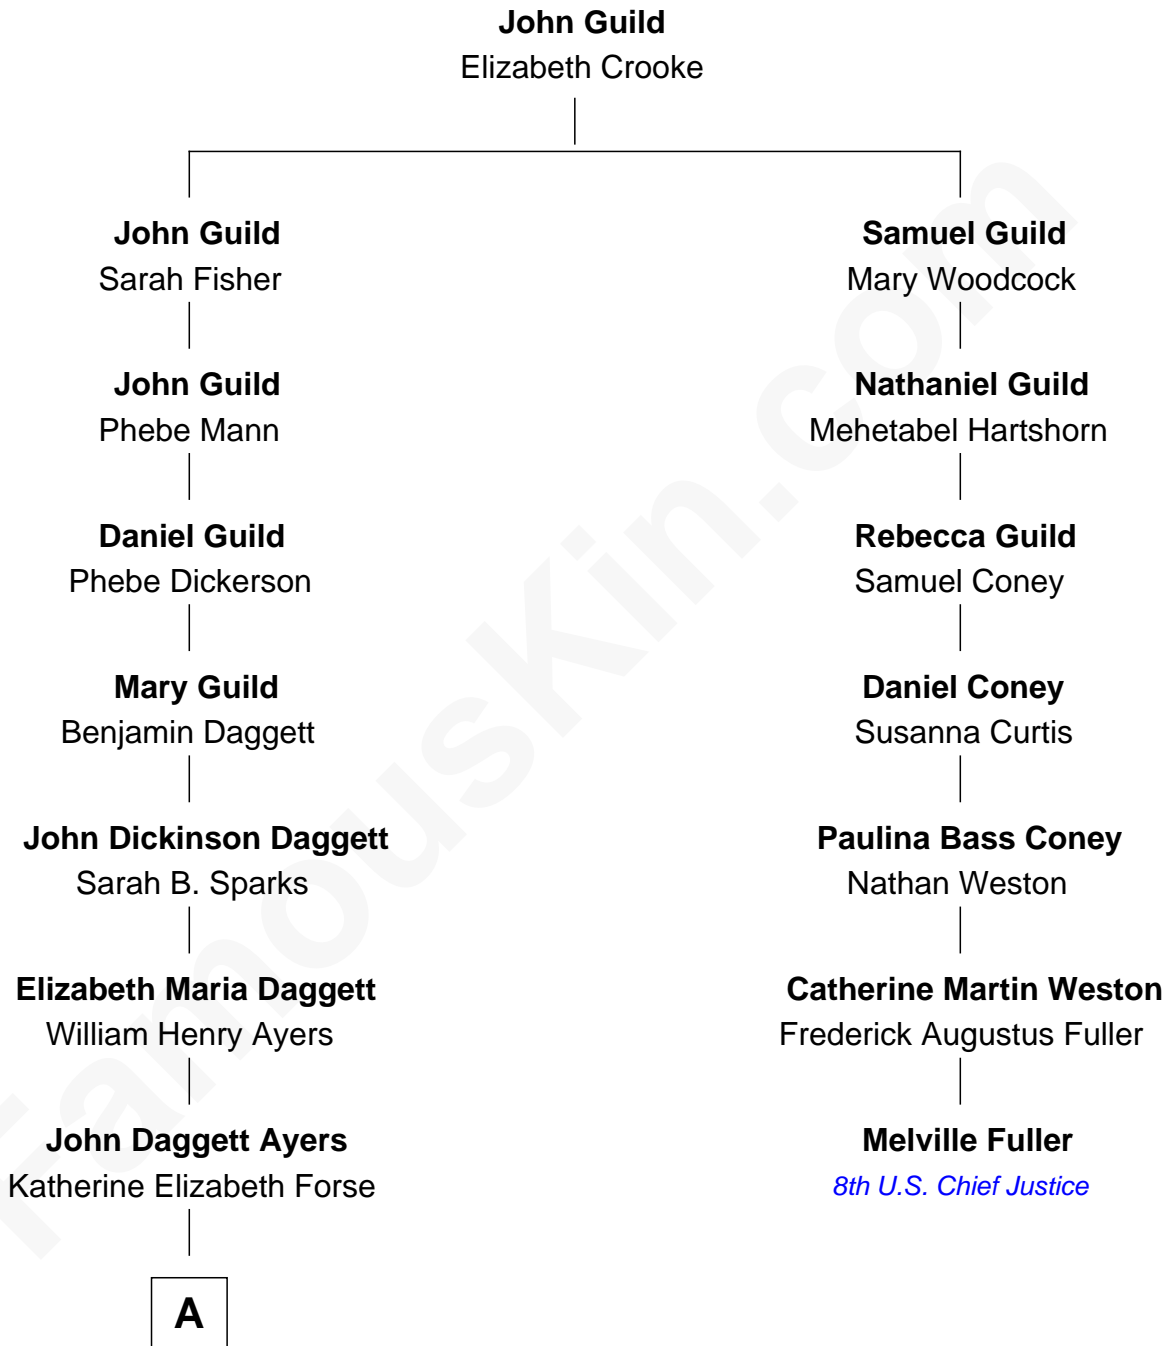 John Guild
Elizabeth Crooke
John Guild
Sarah Fisher
Samuel Guild
Mary Woodcock
John Guild
Phebe Mann
Nathaniel Guild
Mehetabel Hartshorn
Daniel Guild
Phebe Dickerson
Rebecca Guild
Samuel Coney
Mary Guild
Benjamin Daggett
Daniel Coney
Susanna Curtis
John Dickinson Daggett
Sarah B. Sparks
Paulina Bass Coney
Nathan Weston
Elizabeth Maria Daggett
William Henry Ayers
Catherine Martin Weston
Frederick Augustus Fuller
John Daggett Ayers
Katherine Elizabeth Forse
Melville Fuller
8th U.S. Chief Justice
A
FamousKin.com